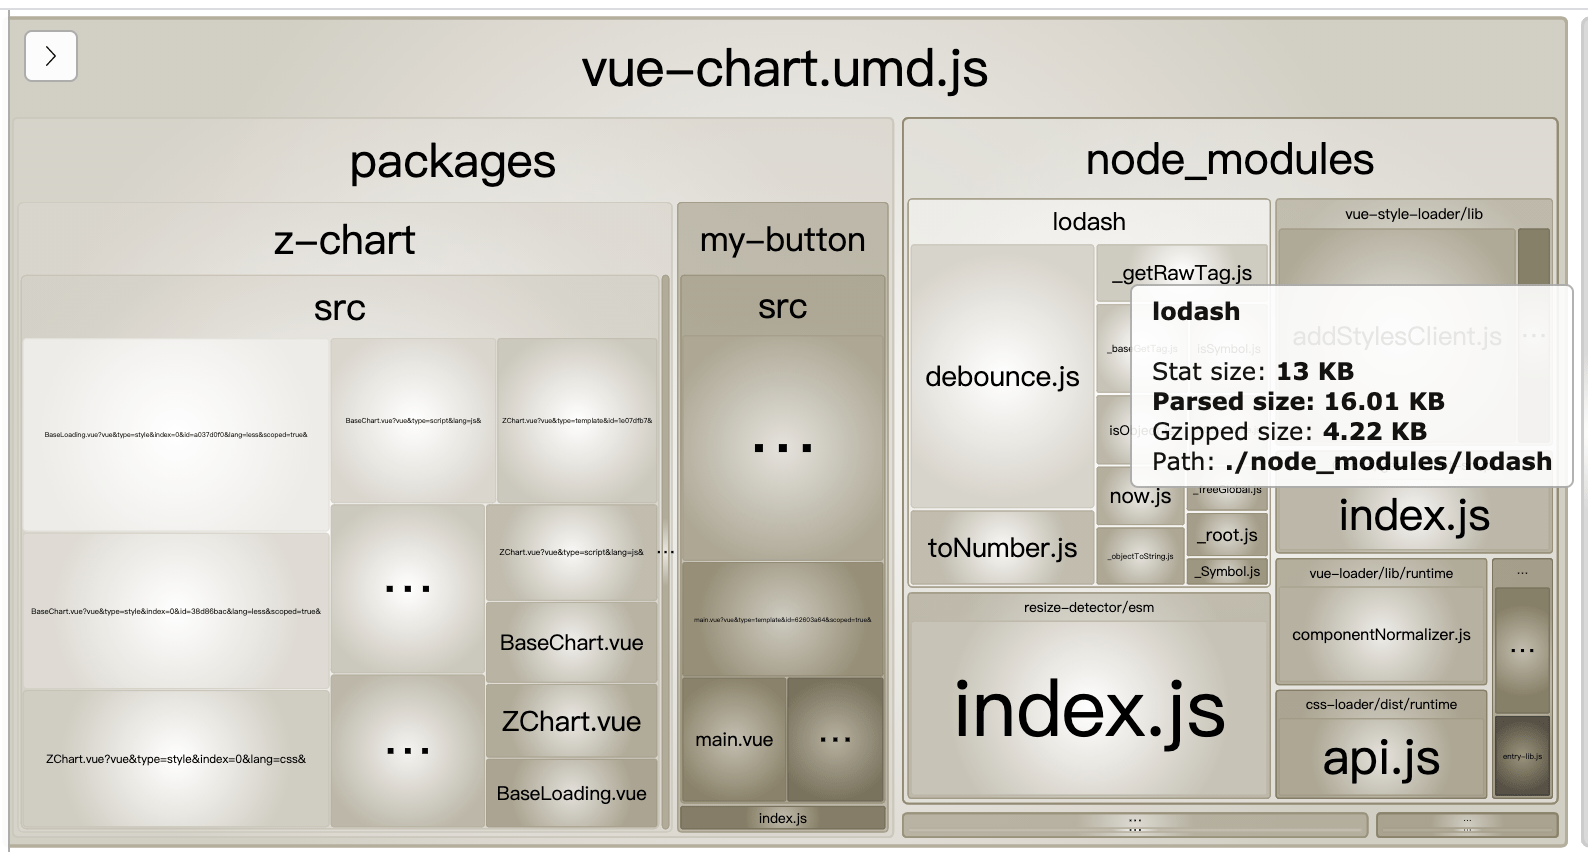 vue-chart.umd.js
packages
z-chart
src
BaseLoading.vue?vue&type=style&index=0&id=a037d0f0&lang=less&scoped=true&
BaseChart.vue?vue&type=style&index=0&id=38d86bac&lang=less&scoped=true&
ZChart.vue?vue&type=style&index=0&lang=css&
BaseChart.vue?vue&type=script&lang=js&
ZChart.vue?vue&type=template&id=1e07dfb7&
...
...
ZChart.vue?vue&type=script&lang=js&
BaseChart.vue
ZChart.vue
BaseLoading.vue
...
my-button
src
...
main.vue?vue&type=template&id=62603a64&scoped=true&
main.vue
...
index.js
node_modules
lodash
debounce.js
toNumber.js
_getRawTag.js
_baseGetTag.js
isSymbol.js
now.js
_freeGlobal.js
_objectToString.js
_root.js
_Symbol.js
resize-detector/esm
index.js
vue-style-loader/lib
addStylesClient.js
...
index.js
lodash
Stat size: 13 KB
Parsed size: 16.01 KB
Gzipped size: 4.22 KB
Path: ./node_modules/lodash
vue-loader/lib/runtime
componentNormalizer.js
css-loader/dist/runtime
api.js
...
...
entry-lib.js
...
...
...
...